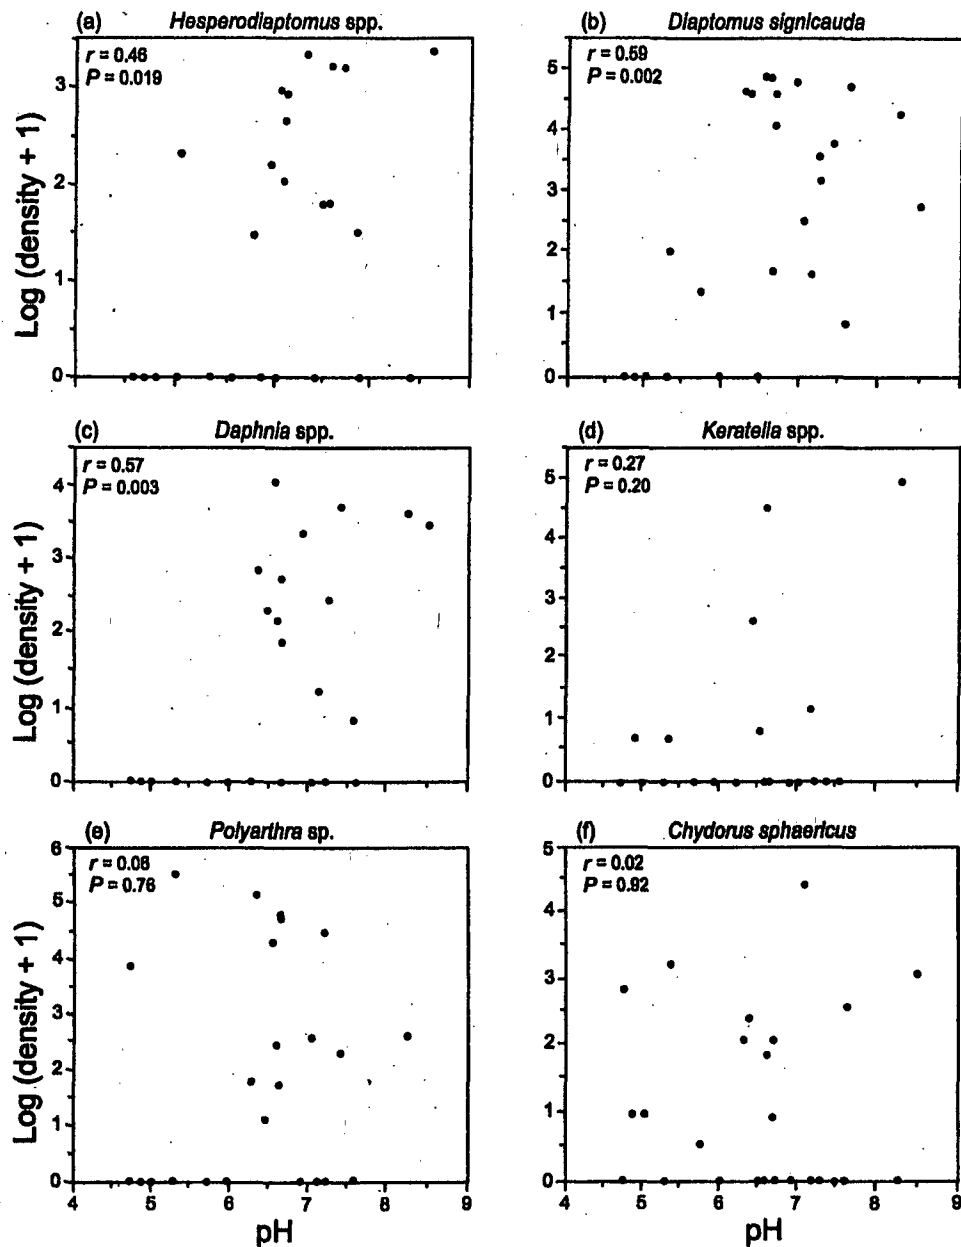 (a) Hesperodiaptomus spp.
r = 0.46
P = 0.019
3
2
1
0
Log (density + 1)
(b) Diaptomus signicauda
r = 0.59
P = 0.002
5
4
3
2
1
0
(c) Daphnia spp.
r = 0.57
P = 0.003
4
3
2
1
0
Log (density + 1)
(d) Keratella spp.
r = 0.27
P = 0.20
5
4
3
2
1
0
(e) Polyarthra sp.
r = 0.06
P = 0.76
6
5
4
3
2
1
0
Log (density + 1)
4 5 6 7 8 9
pH
(f) Chydorus sphaericus
r = 0.02
P = 0.92
5
4
3
2
1
0
4 5 6 7 8 9
pH